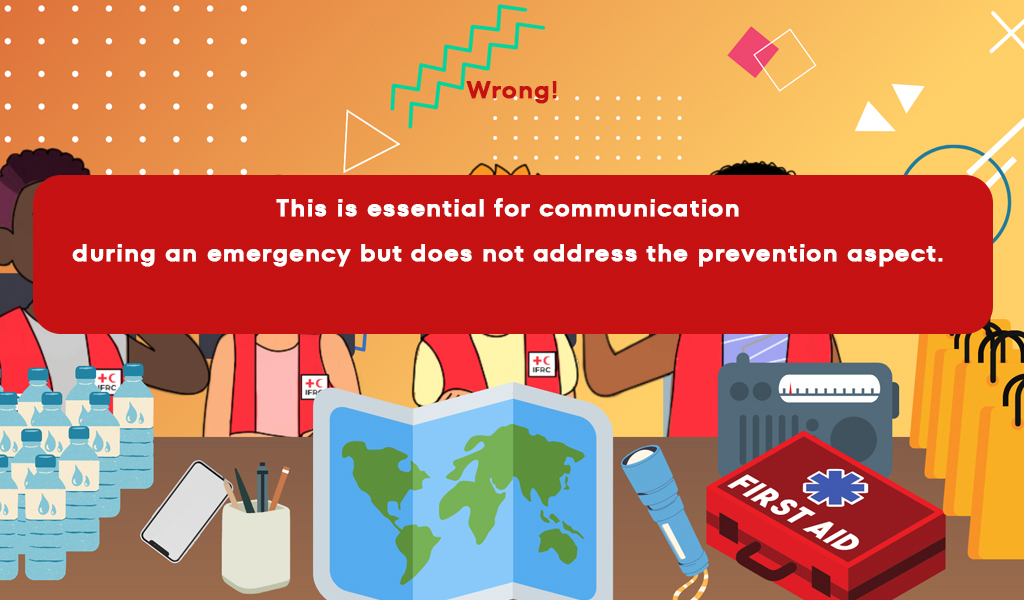 Wrong!
This is essential for communication
during an emergency but does not address the prevention aspect.
IFRC
IFRC
IFRC
FIRST AID